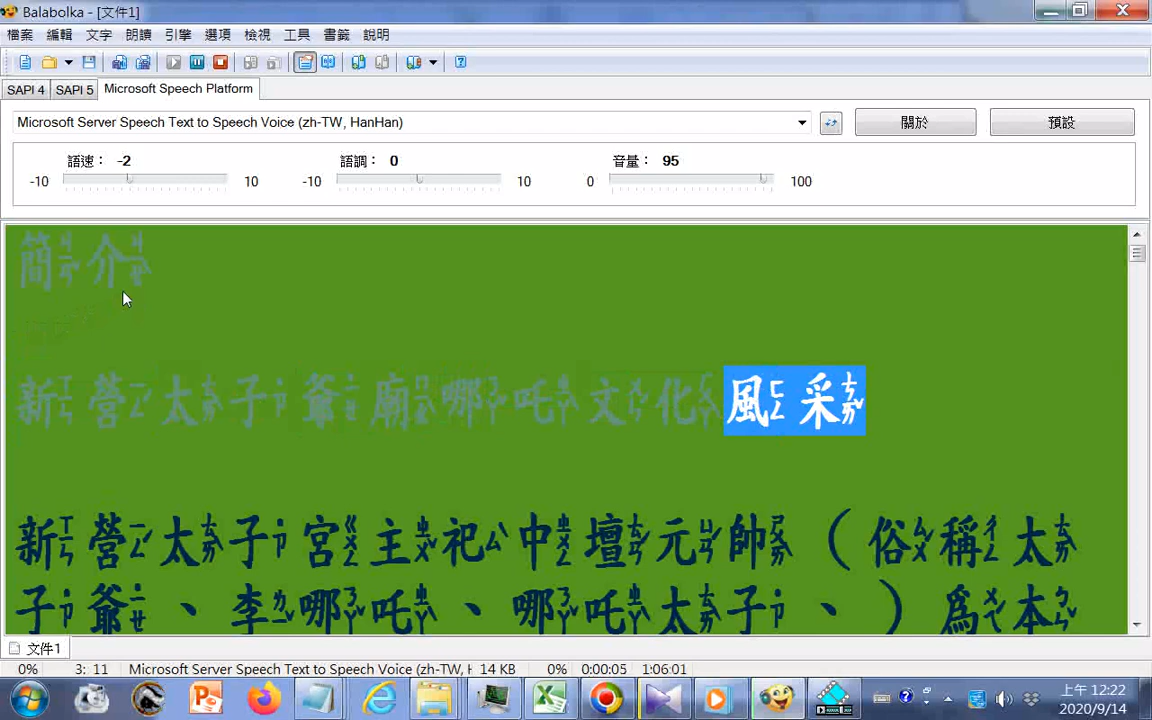 Balabolka - [文件1]
檔案 編輯 文字 朗讀 引擎 選項 檢視 工具 書籤 說明
SAPI 4 SAPI 5 Microsoft Speech Platform
Microsoft Server Speech Text to Speech Voice (zh-TW, HanHan) 關於 預設
語速： -2 語調： 0 音量： 95
-10 10 -10 10 0 100
簡介
新營太子爺廟哪吒文化風采
新營太子宮主祀中壇元帥（俗稱太
子爺、李哪吒、哪吒太子、）為本
文件1
0% 3: 11 Microsoft Server Speech Text to Speech Voice (zh-TW, H 14 KB 0% 0:00:05 1:06:01
上午 12:22
2020/9/14